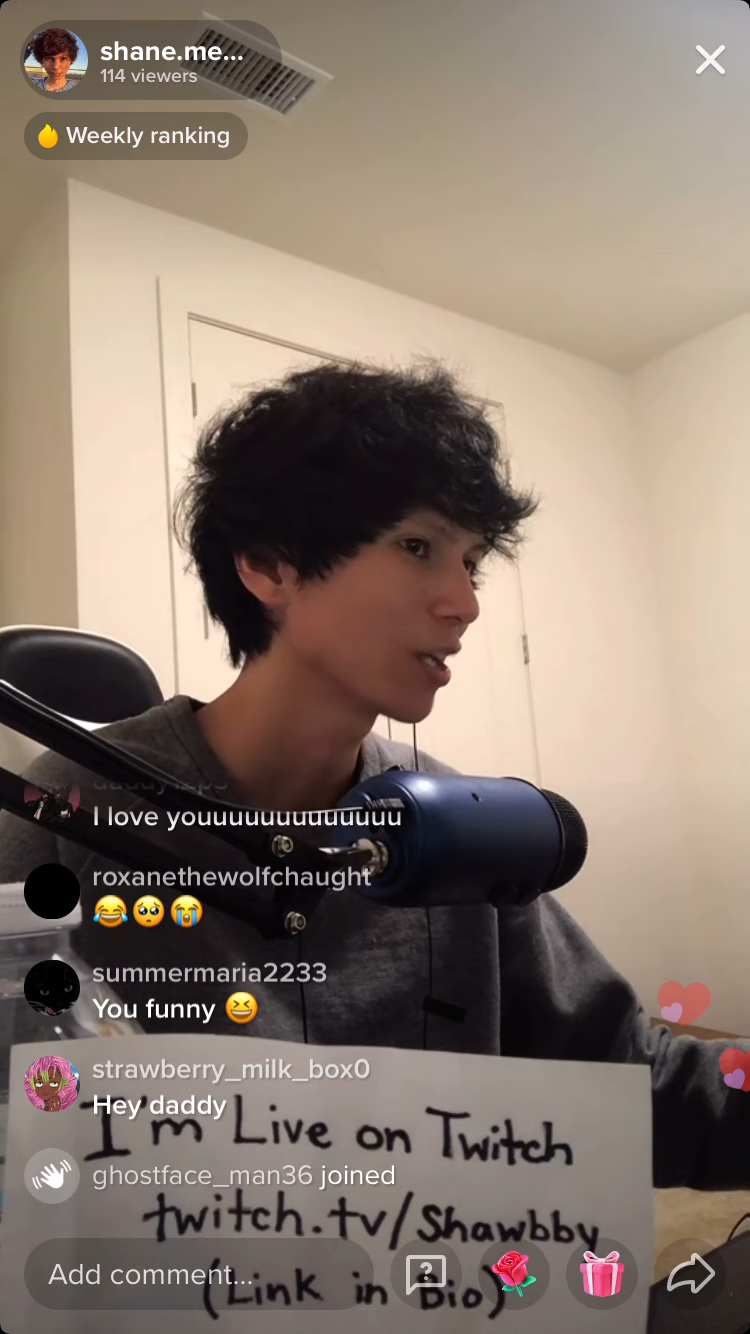 shane.me...
114 viewers
Weekly ranking
I love youuuuuuuuuuuuu
roxanethewolfchaught
😂🥺😭
summermaria2233
You funny 😆
strawberry_milk_box0
Hey daddy
ghostface_man36 joined
I'm Live on Twitch
twitch.tv/Shawbby
(Link in Bio)
Add comment...